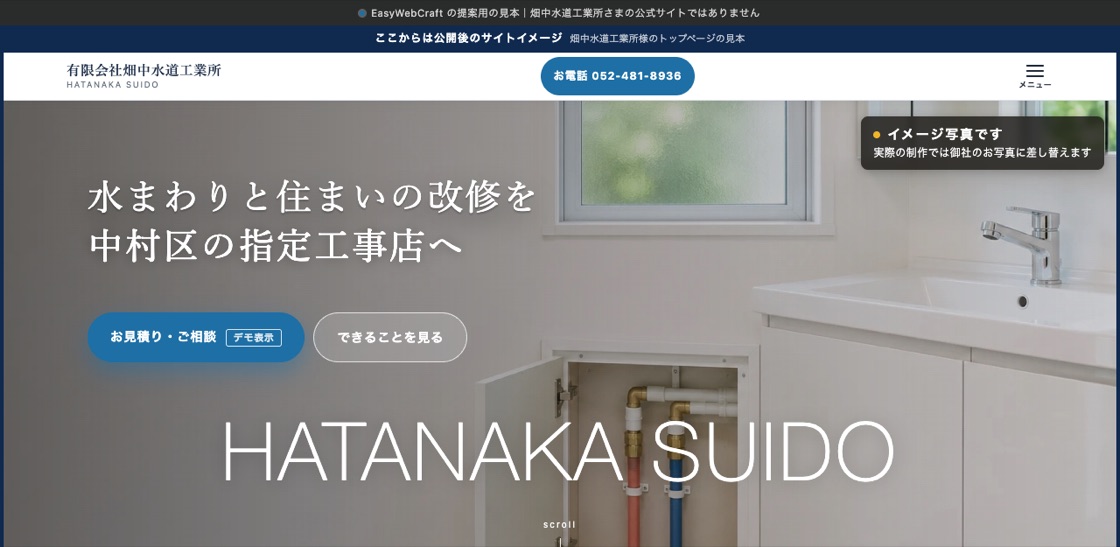 EasyWebCraft の提案用の見本｜畑中水道工業所さまの公式サイトではありません
ここからは公開後のサイトイメージ 畑中水道工業所様のトップページの見本
有限会社畑中水道工業所
HATANAKA SUIDO
お電話 052-481-8936
メニュー
イメージ写真です
実際の制作では御社のお写真に差し替えます
水まわりと住まいの改修を
中村区の指定工事店へ
お見積り・ご相談 デモ表示
できることを見る
HATANAKA SUIDO
scroll